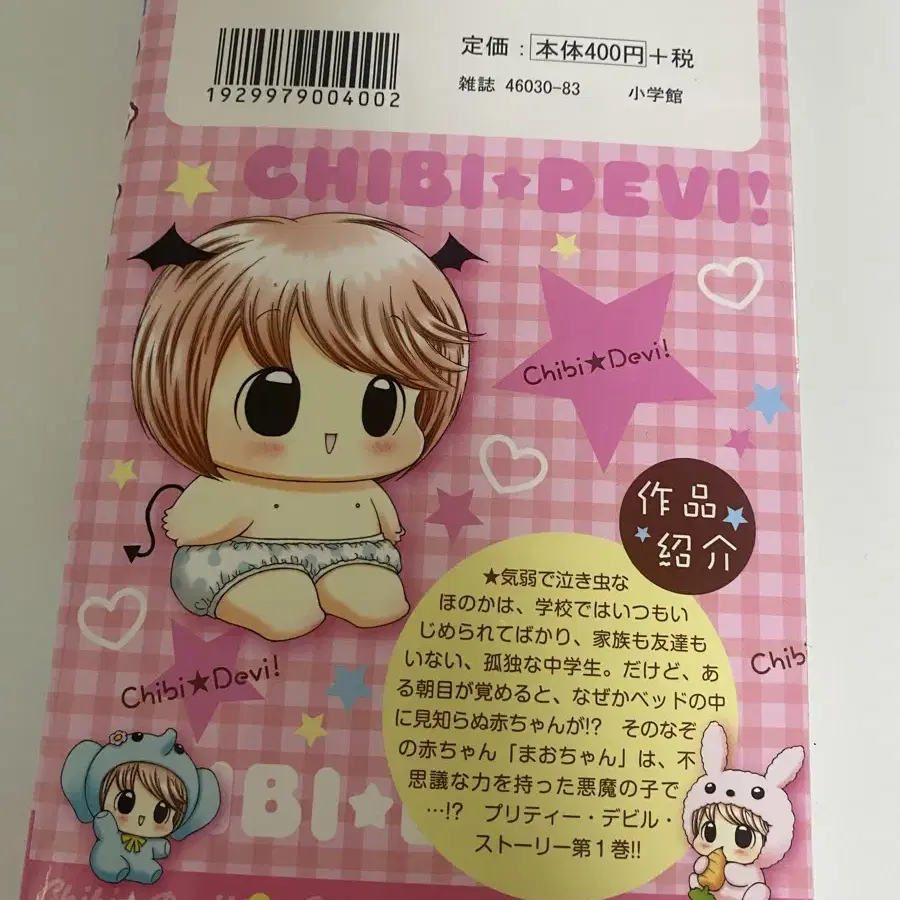 定価：本体400円+税
1929979004002
雑誌 46030-83 小学館
CHIBI★DEVI!
Chibi★Devi!
作品
紹介
★気弱で泣き虫な
ほのかは、学校ではいつもい
じめられてばかり、家族も友達も
いない、孤独な中学生。だけど、あ
る朝目が覚めると、なぜかベッドの中
に見知らぬ赤ちゃんが!? そのなぞ
の赤ちゃん「まおちゃん」は、不
思議な力を持った悪魔の子で
…!? プリティー・デビル・
ストーリー第1巻!!
Chibi
Chibi★Devi!
BI★